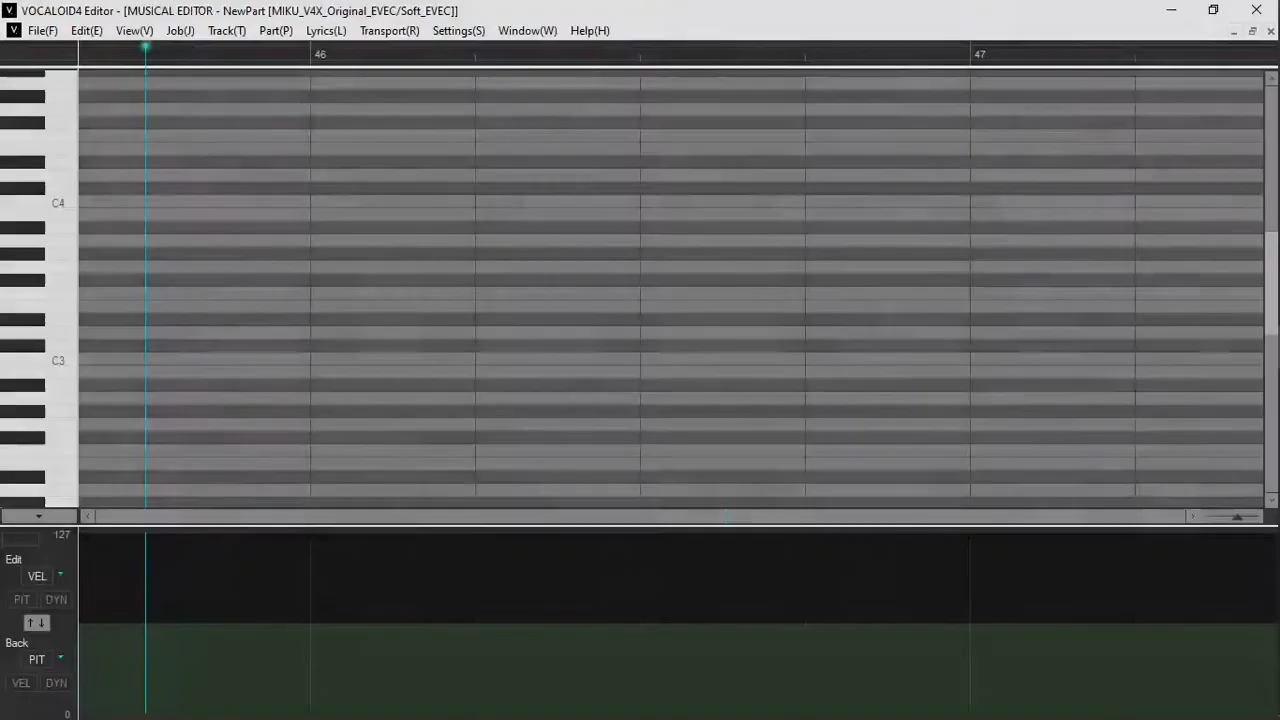 VOCALOID4 Editor - [MUSICAL EDITOR - NewPart [MIKU_V4X_Original_EVEC/Soft_EVEC]]
File(F) Edit(E) View(V) Job(J) Track(T) Part(P) Lyrics(L) Transport(R) Settings(S) Window(W) Help(H)
46 47
C4
C3
127
Edit
VEL
PIT DYN
Back
PIT
VEL DYN
0